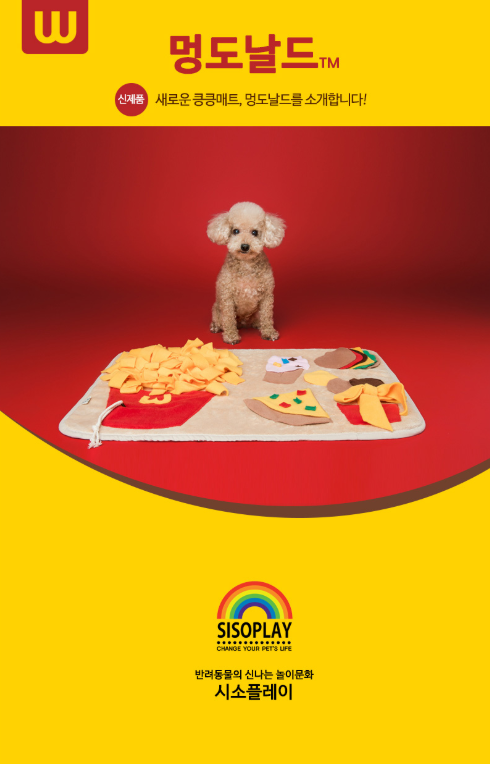 W
멍도날드™
신제품 새로운 킁킁매트, 멍도날드를 소개합니다!
W
SISOPLAY
CHANGE YOUR PET'S LIFE
반려동물의 신나는 놀이문화
시소플레이